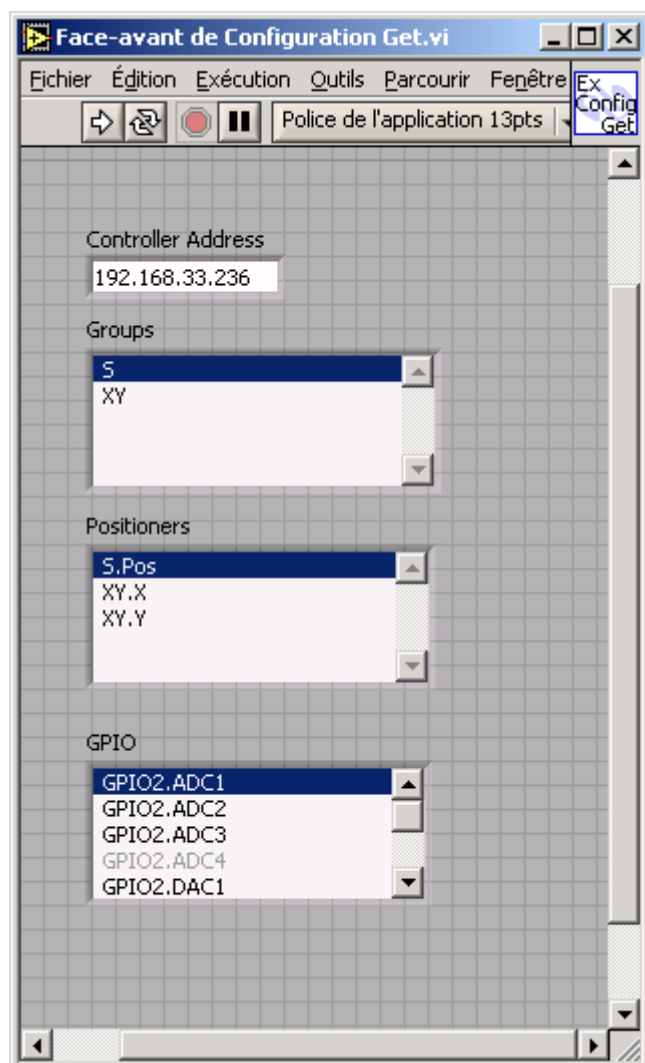 Face-avant de Configuration Get.vi
Fichier Édition Exécution Outils Parcourir Fenêtre
Ex
Config
Get
Police de l'application 13pts
Controller Address
192.168.33.236
Groups
S
XY
Positioners
S.Pos
XY.X
XY.Y
GPIO
GPIO2.ADC1
GPIO2.ADC2
GPIO2.ADC3
GPIO2.ADC4
GPIO2.DAC1